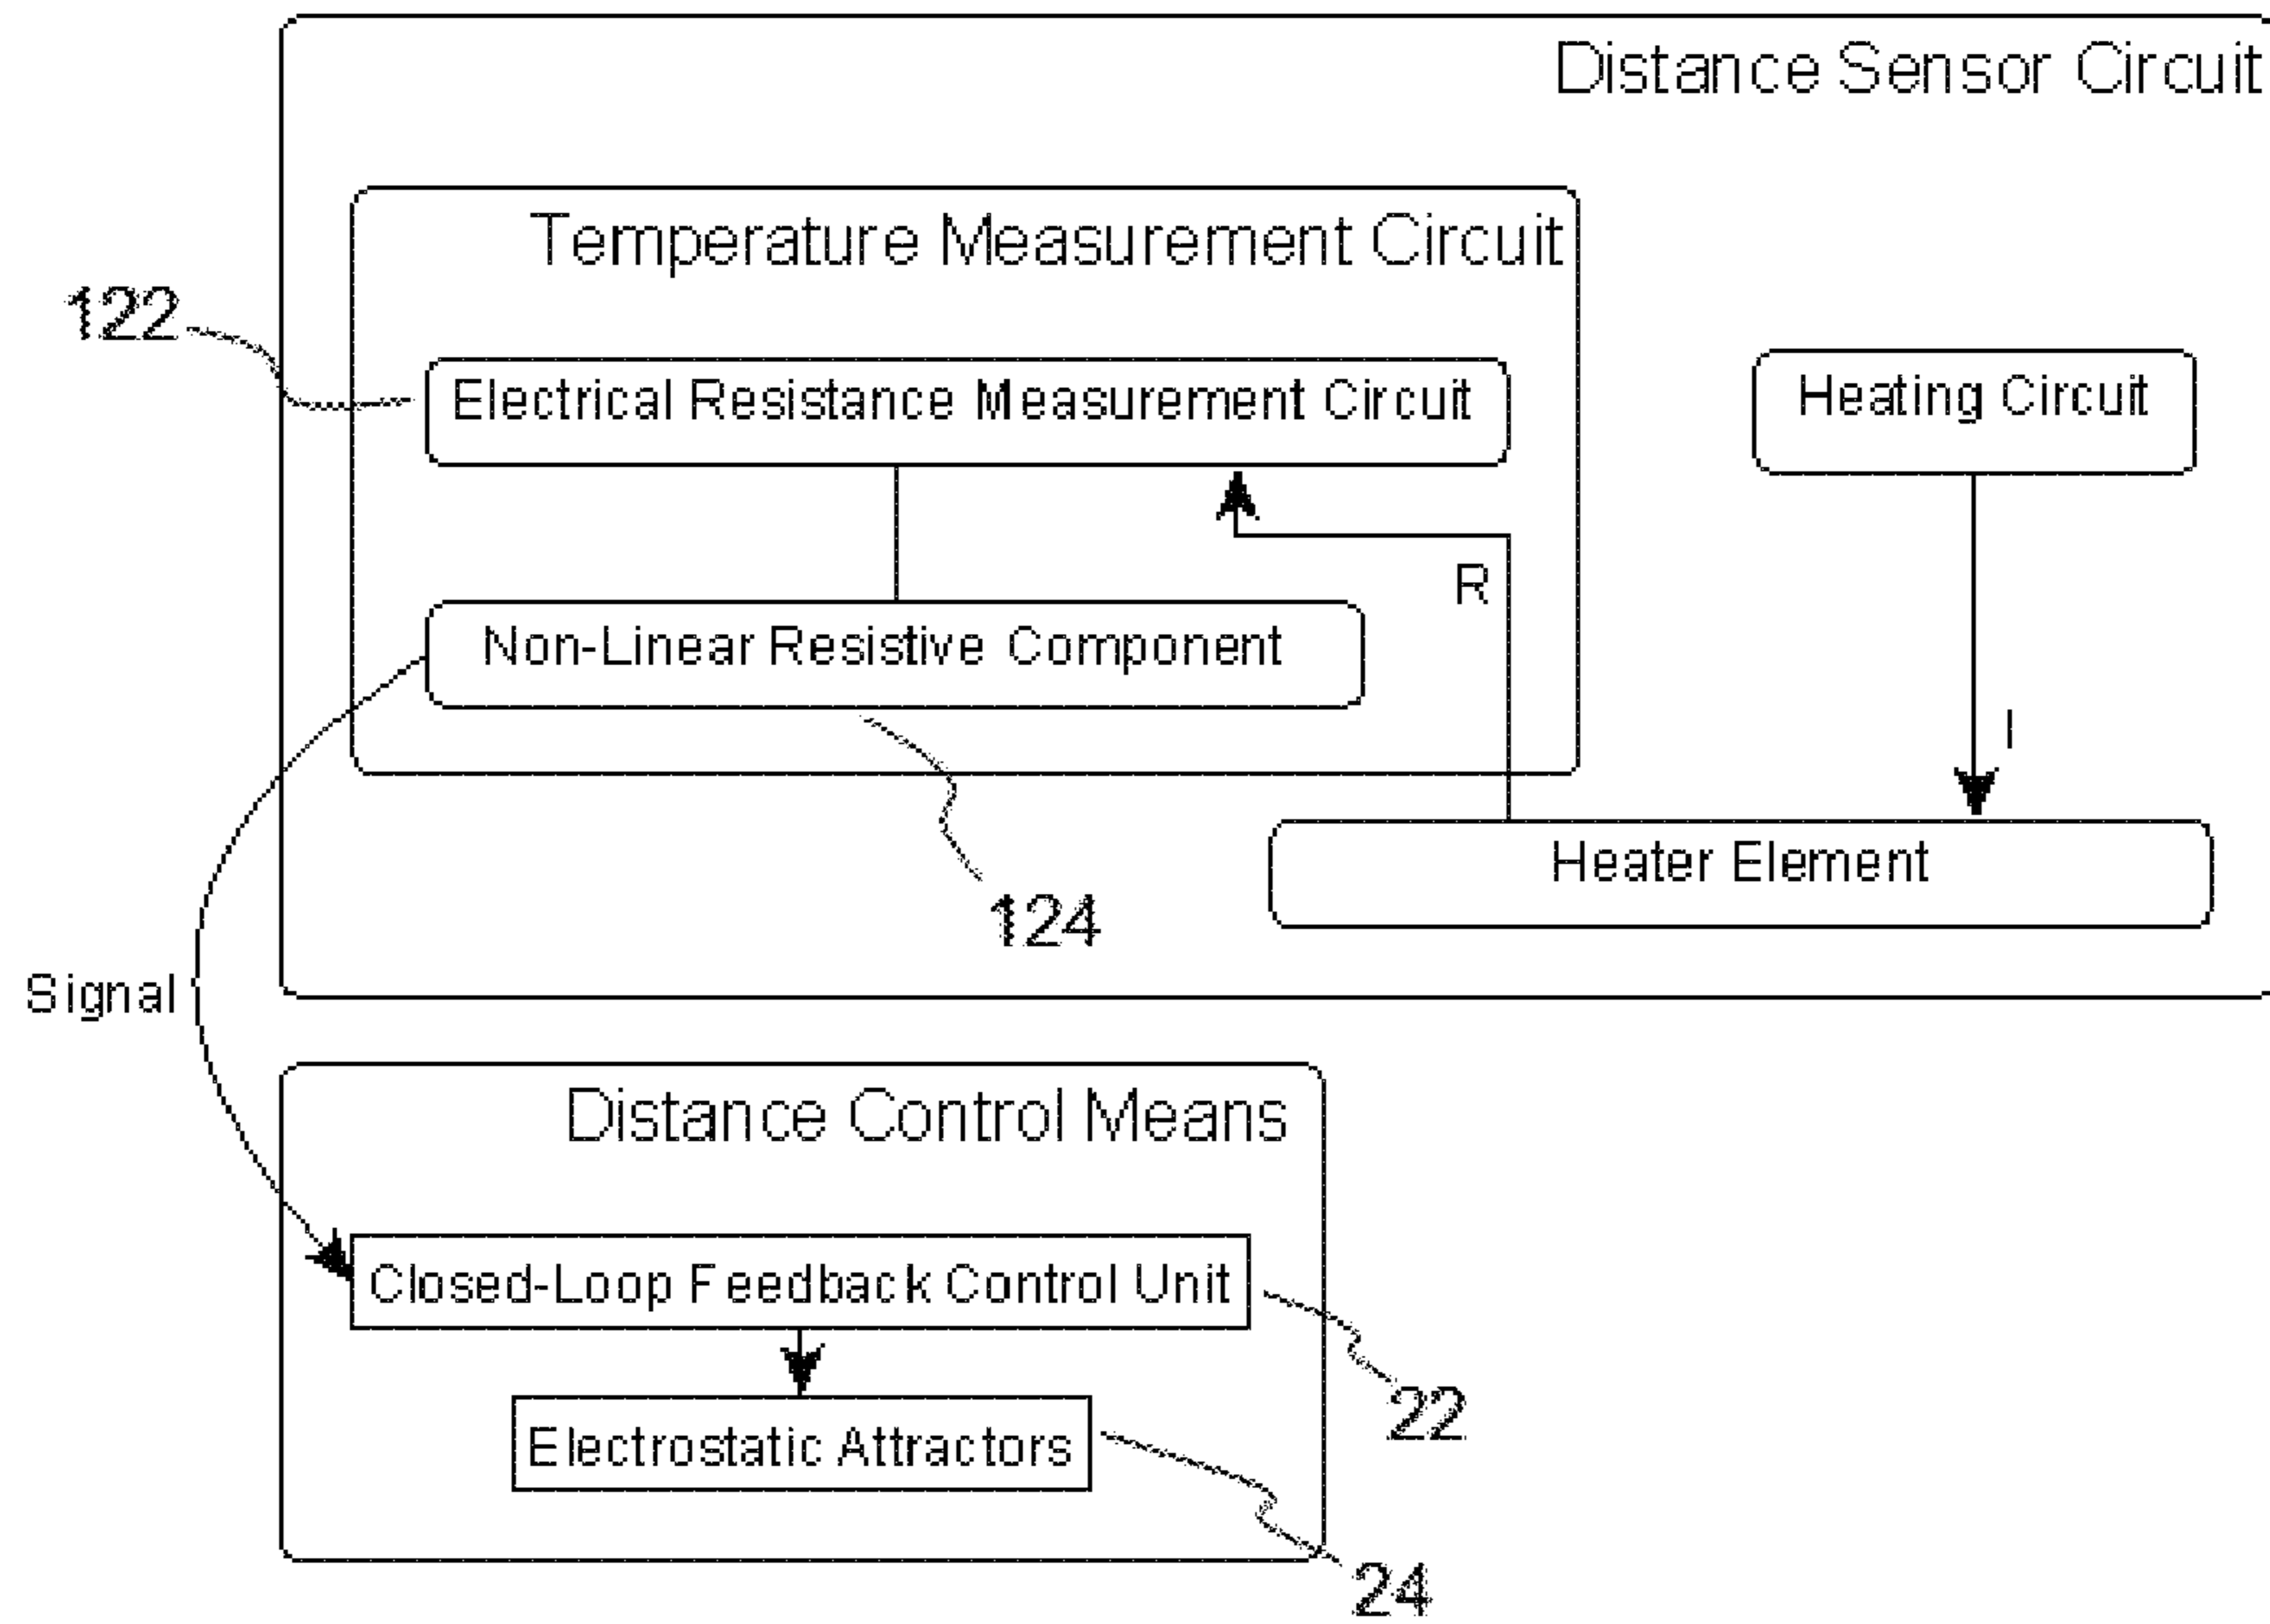 Distance Sensor Circuit
Temperature Measurement Circuit
122
Electrical Resistance Measurement Circuit
Heating Circuit
R
Non-Linear Resistive Component
I
Heater Element
124
Signal
Distance Control Means
Closed-Loop Feedback Control Unit
22
Electrostatic Attractors
24